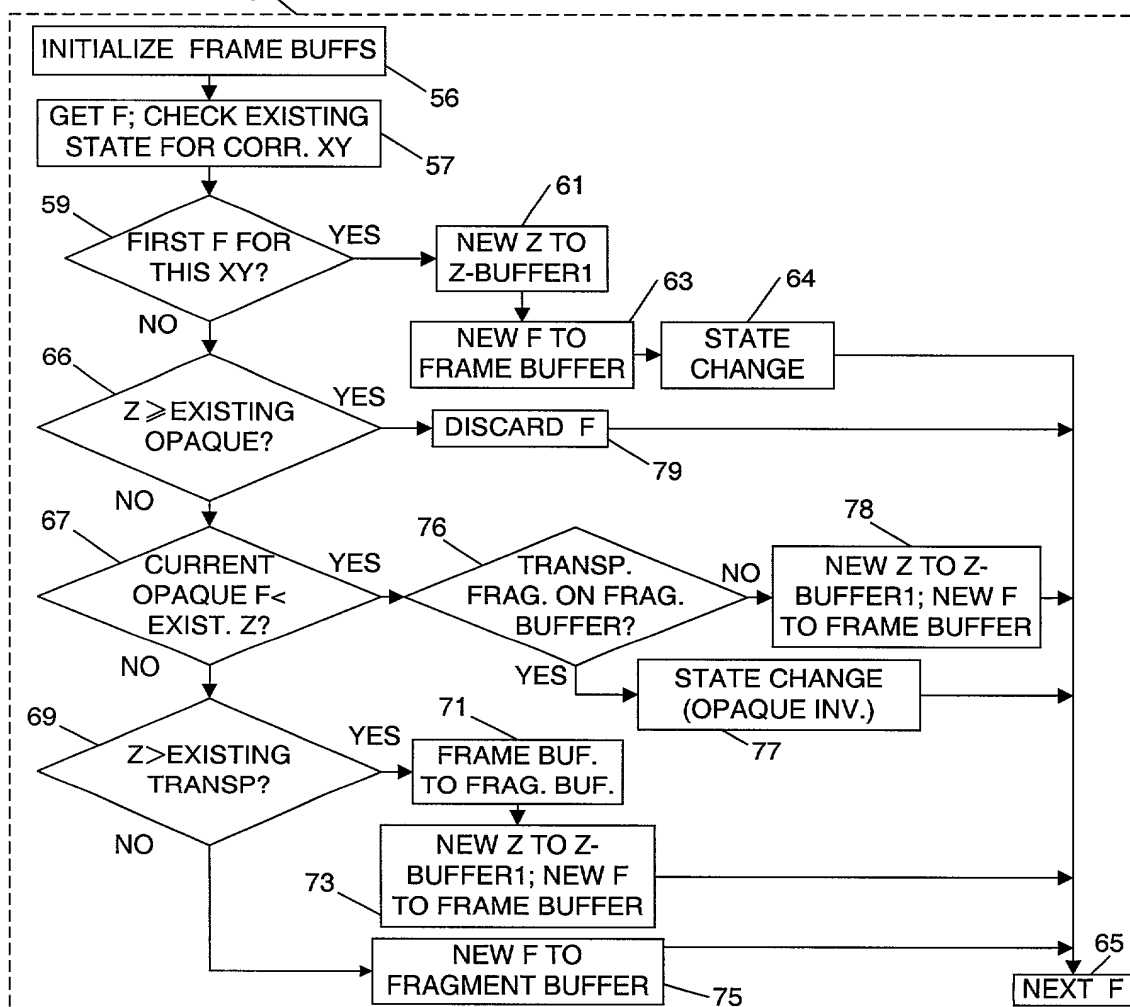 INITIALIZE FRAME BUFFS
56
GET F; CHECK EXISTING
STATE FOR CORR. XY
57
59
FIRST F FOR
THIS XY?
YES
NO
61
NEW Z TO
Z-BUFFER1
63
NEW F TO
FRAME BUFFER
64
STATE
CHANGE
66
Z ⩾ EXISTING
OPAQUE?
YES
NO
DISCARD F
79
67
CURRENT
OPAQUE F<
EXIST. Z?
YES
NO
76
TRANSP.
FRAG. ON FRAG.
BUFFER?
NO
YES
78
NEW Z TO Z-
BUFFER1; NEW F
TO FRAME BUFFER
STATE CHANGE
(OPAQUE INV.)
77
69
Z>EXISTING
TRANSP?
YES
NO
71
FRAME BUF.
TO FRAG. BUF.
NEW Z TO Z-
BUFFER1; NEW F
TO FRAME BUFFER
73
NEW F TO
FRAGMENT BUFFER
75
65
NEXT F